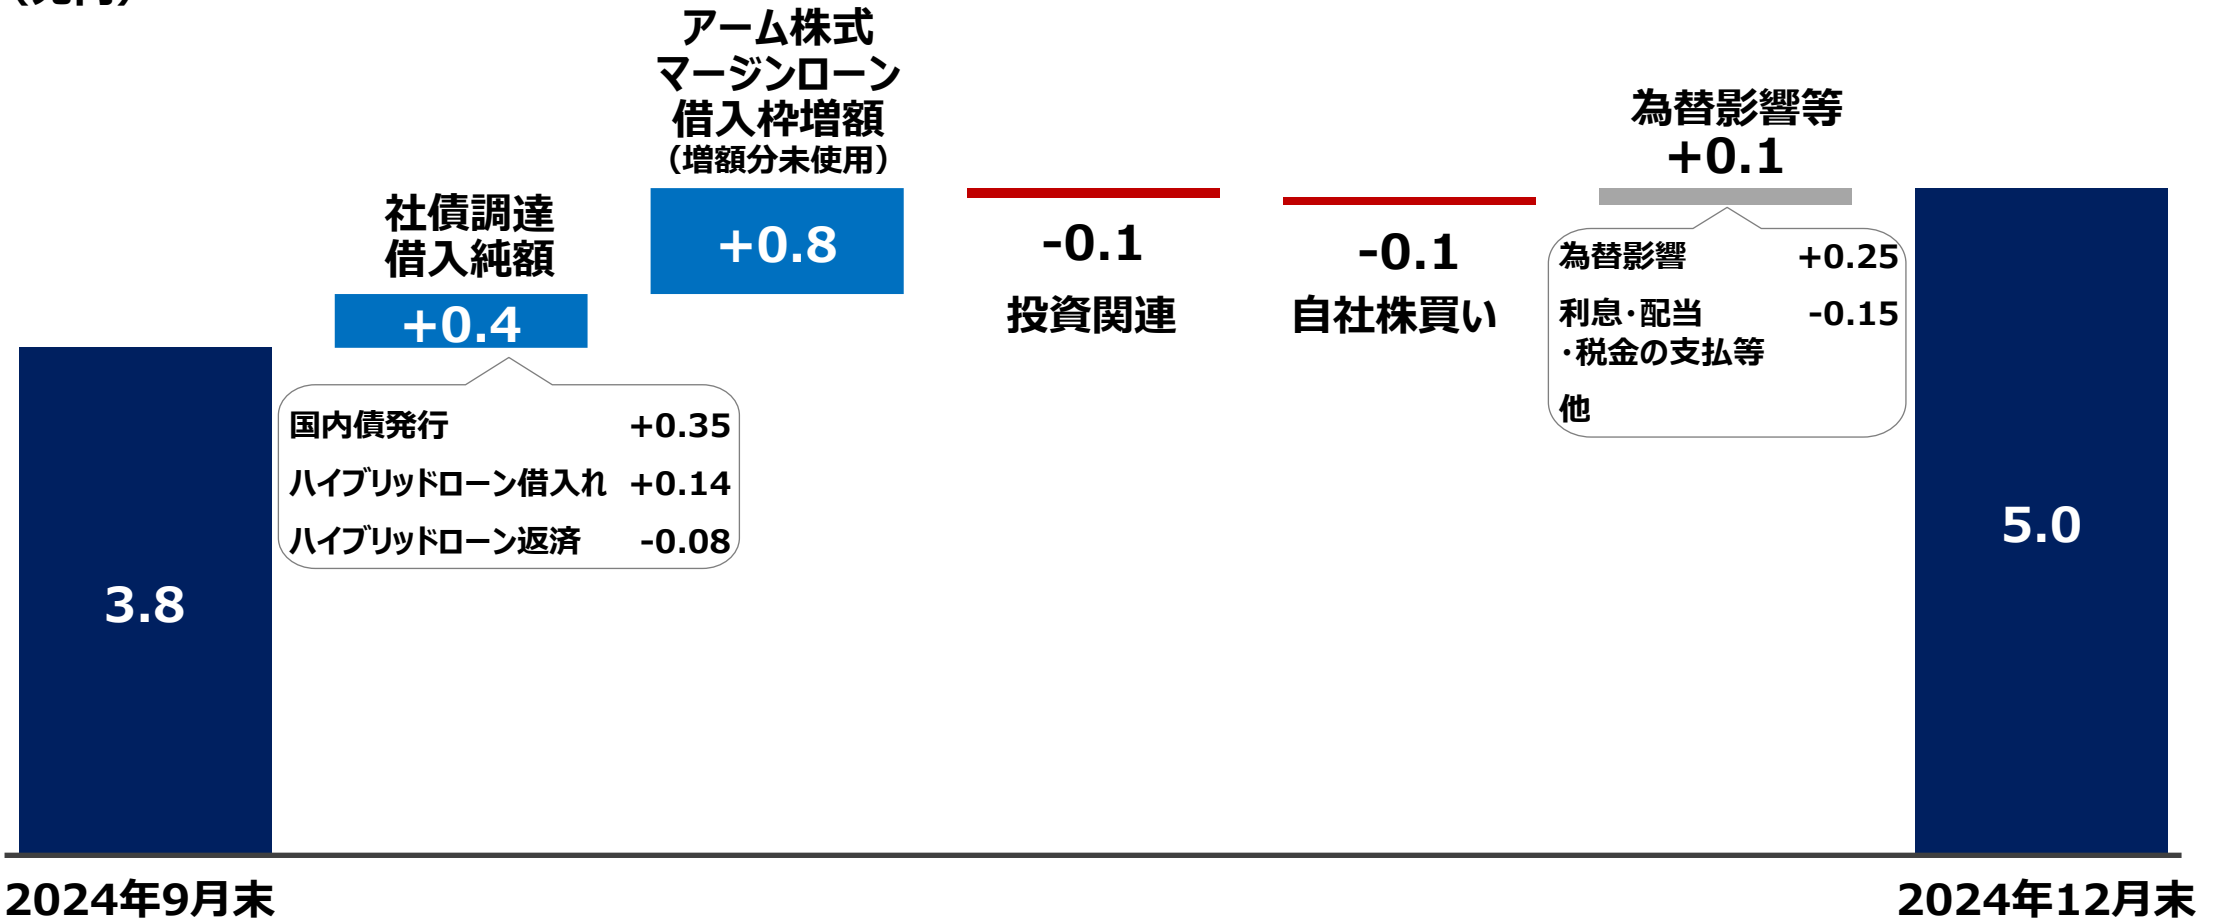 アーム株式
マージンローン
借入枠増額
（増額分未使用）
為替影響等
+0.1
社債調達
借入純額
+0.8
-0.1
-0.1
為替影響 +0.25
投資関連
自社株買い
利息・配当 -0.15
・税金の支払等
+0.4
他
国内債発行 +0.35
ハイブリッドローン借入れ +0.14
ハイブリッドローン返済 -0.08
3.8
5.0
2024年9月末
2024年12月末